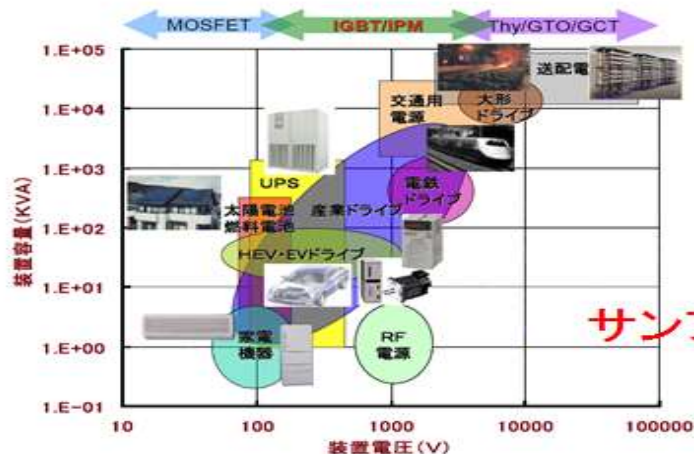 MOSFET
IGBT/IPM
Thy/GTO/GCT
1.E+05
1.E+04
1.E+03
1.E+02
1.E+01
1.E+00
1.E-01
装置容量(KVA)
送配電
交通用
電源
大形
ドライブ
UPS
電鉄
ドライブ
太陽電池
燃料電池
産業ドライブ
HEV・EVドライブ
家電
機器
RF
電源
サン
10
100
1000
10000
100000
装置電圧(V)